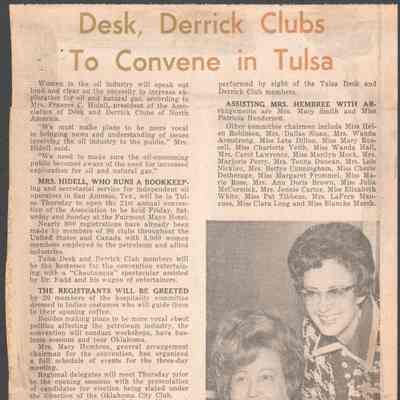 Desk, Derrick Clubs
To Convene in Tulsa
Women in the oil industry will speak out
loud and clear on the necessity to increase ex-
ploration for oil and natural gas, according to
Mrs. Frances C. Hidell, president of the Asso-
ciation of Desk and Derrick Clubs of North
America.
"We must make plans to be more vocal
in bringing news and understanding of issues
involving the oil industry to the public," Mrs.
Hidell said.
"We need to make sure the oil-consuming
public becomes aware of the need for increased
exploration for oil and natural gas."
MRS. HIDELL, WHO RUNS A BOOKKEEP-
ing and secretarial service for independent oil
operators in San Antonio, Tex., will be in Tul-
sa Thursday to open the 21st annual conven-
tion of the Association to be held Friday, Sat-
urday and Sunday at the Fairmont Mayo Hotel.
Nearly 800 registrations have already been
made by members of 90 clubs throughout the
United States and Canada with 9,000 women
members employed in the petroleum and allied
industries.
Tulsa Desk and Derrick Club members will
be the hostesses for the convention entertain-
ing with a "Chautauqua" spectacular assisted
by Dr. Fadd and his wagon of entertainers.
THE REGISTRANTS WILL BE GREETED
by 20 members of the hospitality committee
dressed in Indian costumes who will guide them
to their opening coffee.
Besides making plans to be more vocal about
politics affecting the petroleum industry, the
convention will conduct workshops, have bus-
iness sessions and tour Oklahoma.
Mrs. Mary Hembree, general arrangement
chairman for the convention, has organized
a full schedule of events for the three-day
meeting.
Regional delegates will meet Thursday prior
to the opening sessions with the presentation
of candidates for election being slated under
the direction of the Oklahoma City Club.
performed by eight of the Tulsa Desk and
Derrick Club members.
ASSISTING MRS. HEMBREE WITH AR-
rangements are Mrs. Mary Smith and Miss
Patricia Henderson.
Other committee chairmen include Miss Hel-
en Robinson, Mrs. Dallas Sloan, Mrs. Wanda
Armstrong, Miss Leta Dillon, Miss Mary Rus-
sell, Miss Charlotte Veith, Miss Wanda Hall,
Mrs. Carol Lawrence, Miss Marilyn Mock, Mrs.
Marjorie Perry, Mrs. Teena Duncan, Mrs. Lois
Nickles, Mrs. Bettye Cunningham, Miss Cherie
Dethenage, Miss Margaret Freeman, Miss Ma-
rie Rose, Mrs. Ann Doris Brown, Miss Julia
McCormick, Mrs. Jessie Carter, Miss Elizabeth
White, Miss Pat Tibbens, Mrs. LaFern Man-
cuso, Miss Clara Long and Miss Blanche March.